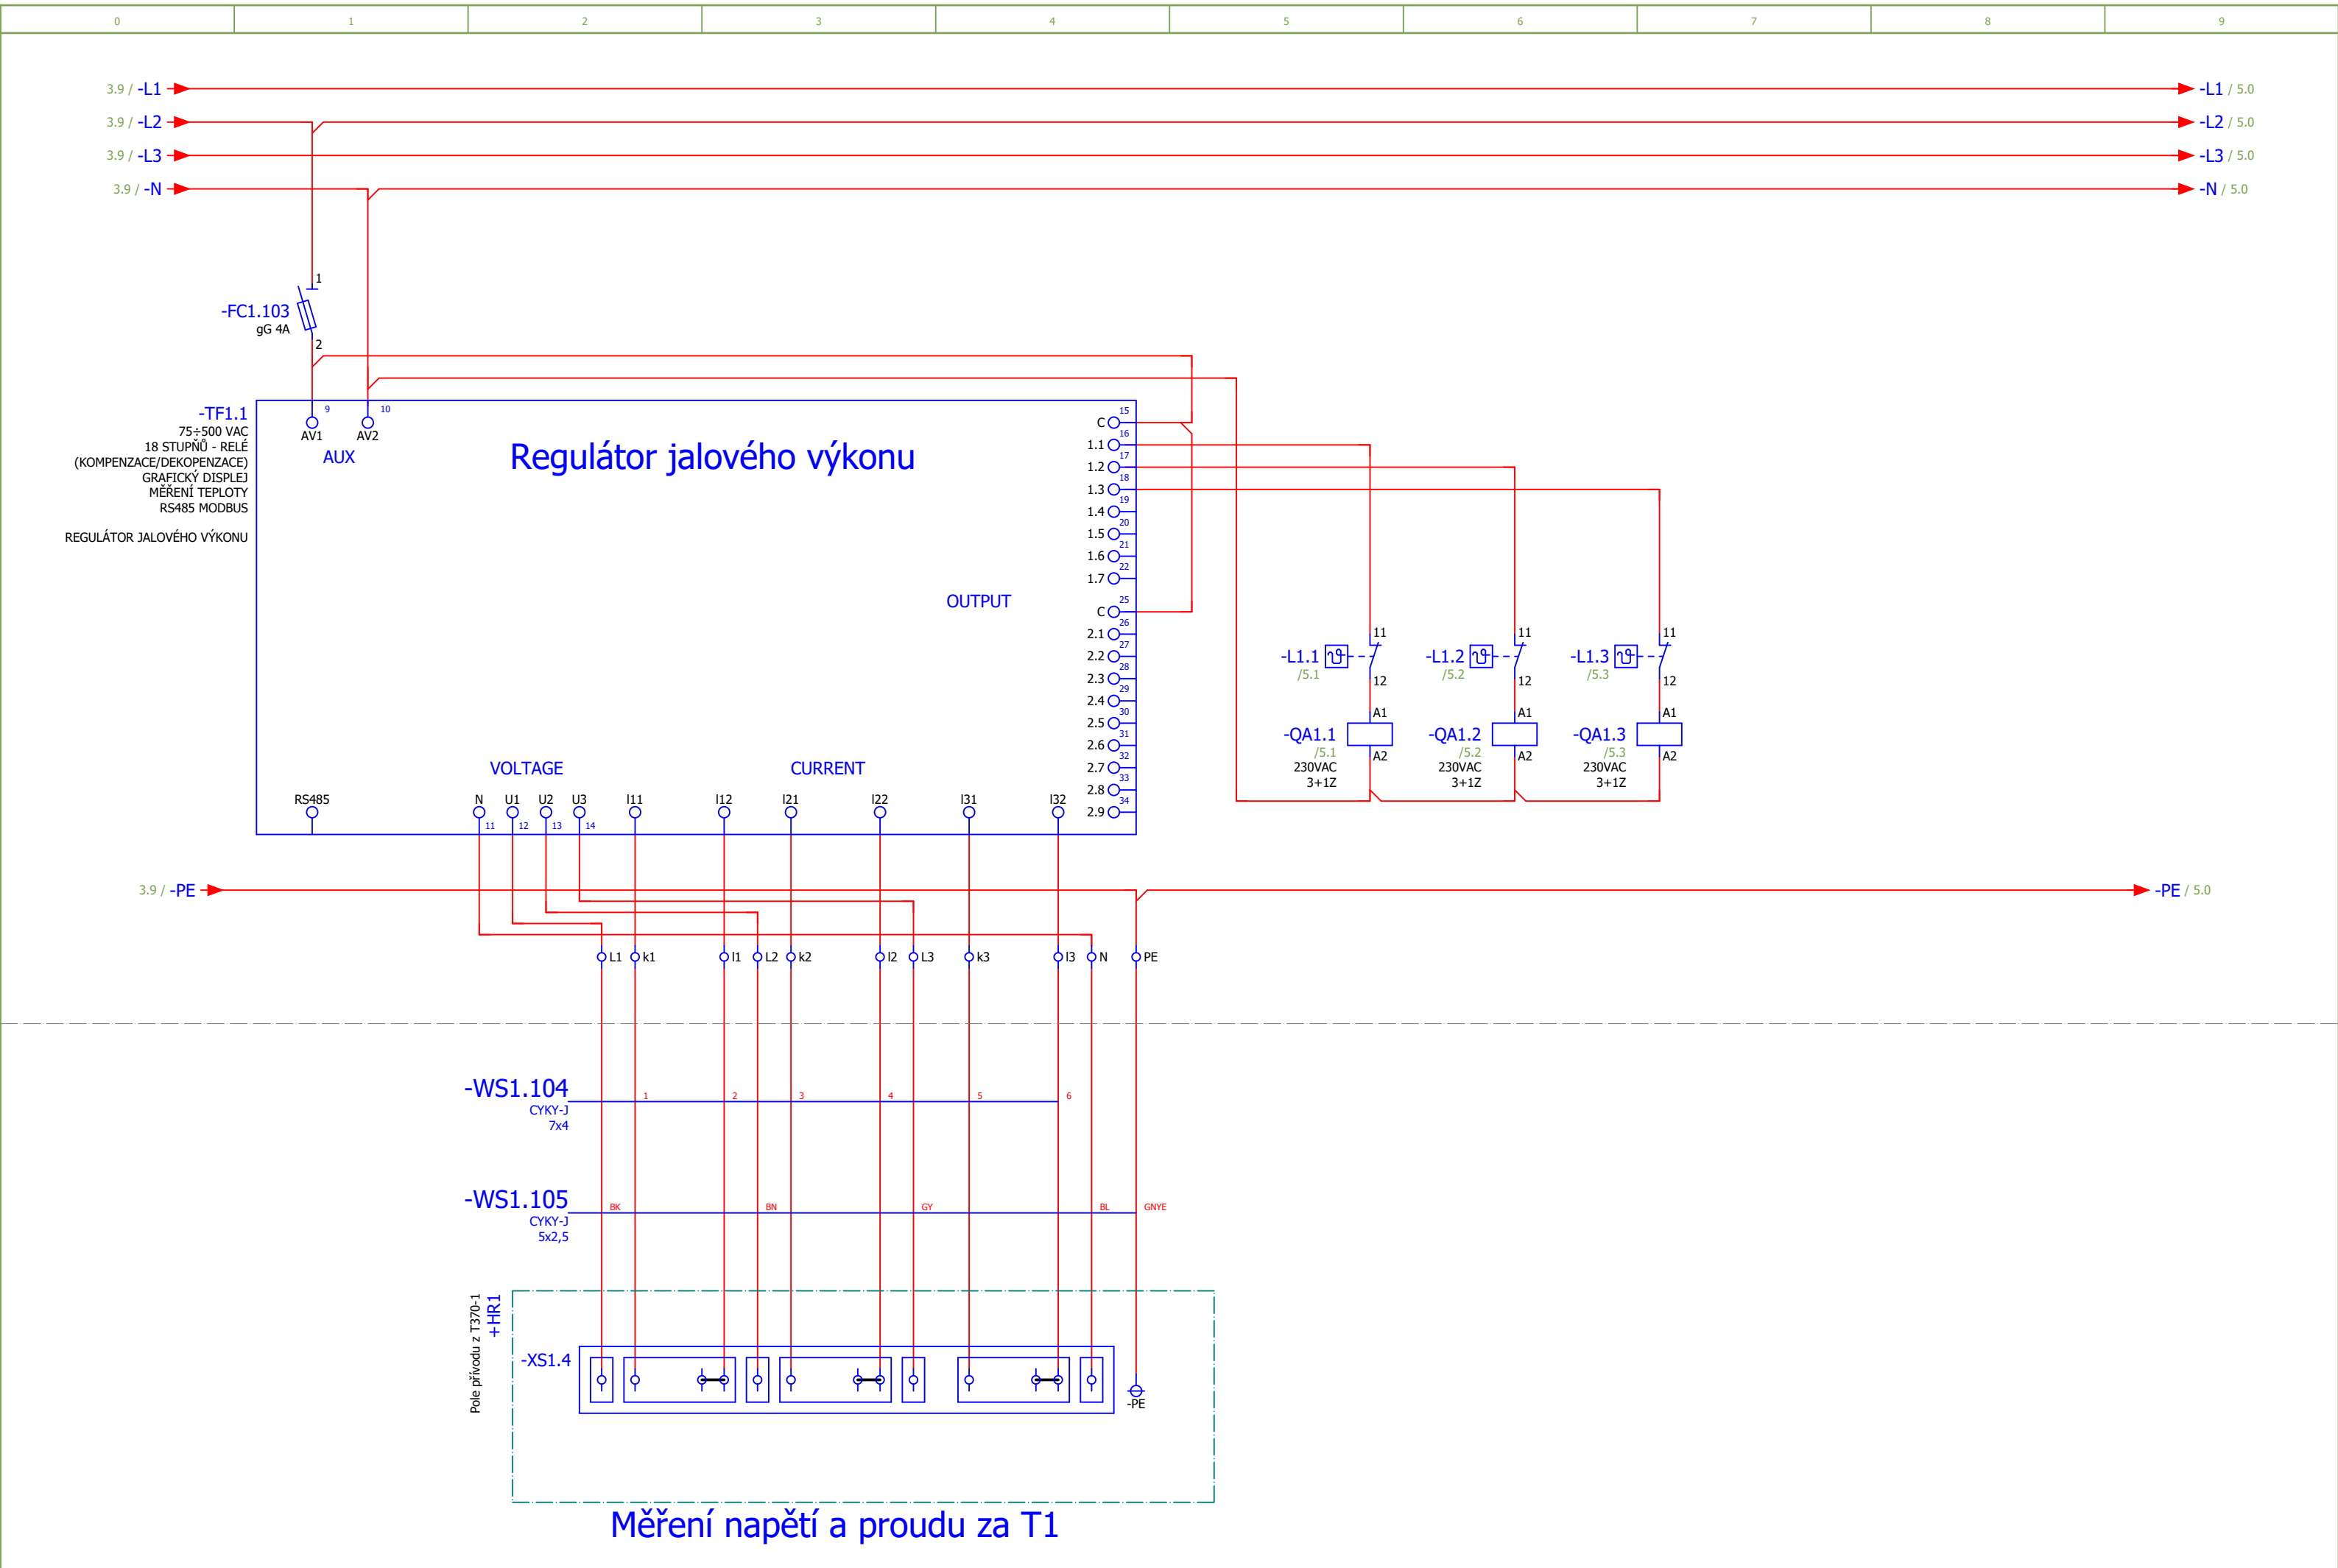 0 1 2 3 4 5 6 7 8 9
3.9 / -L1 -L1 / 5.0
3.9 / -L2 -L2 / 5.0
3.9 / -L3 -L3 / 5.0
3.9 / -N -N / 5.0
1
-FC1.103
gG 4A
2
-TF1.1
75÷500 VAC
18 STUPŇŮ - RELÉ
(KOMPENZACE/DEKOPENZACE)
GRAFICKÝ DISPLEJ
MĚŘENÍ TEPLOTY
RS485 MODBUS
REGULÁTOR JALOVÉHO VÝKONU
9 10
AV1 AV2
AUX
Regulátor jalového výkonu
OUTPUT
15
C
16
1.1
17
1.2
18
1.3
19
1.4
20
1.5
21
1.6
22
1.7
25
C
26
2.1
27
2.2
28
2.3
29
2.4
30
2.5
31
2.6
32
2.7
33
2.8
34
2.9
11 11 11
-L1.1 -L1.2 -L1.3
/5.1 /5.2 /5.3
12 12 12
A1 A1 A1
-QA1.1 -QA1.2 -QA1.3
/5.1 /5.2 /5.3
A2 A2 A2
230VAC 230VAC 230VAC
3+1Z 3+1Z 3+1Z
VOLTAGE CURRENT
RS485 N U1 U2 U3 I11 I12 I21 I22 I31 I32
11 12 13 14
3.9 / -PE -PE / 5.0
L1 k1 l1 L2 k2 l2 L3 k3 l3 N PE
-WS1.104
CYKY-J
7x4
1 2 3 4 5 6
-WS1.105
CYKY-J
5x2,5
BK BN GY BL GNYE
Pole přívodu z T370-1
+HR1
-XS1.4
-PE
Měření napětí a proudu za T1